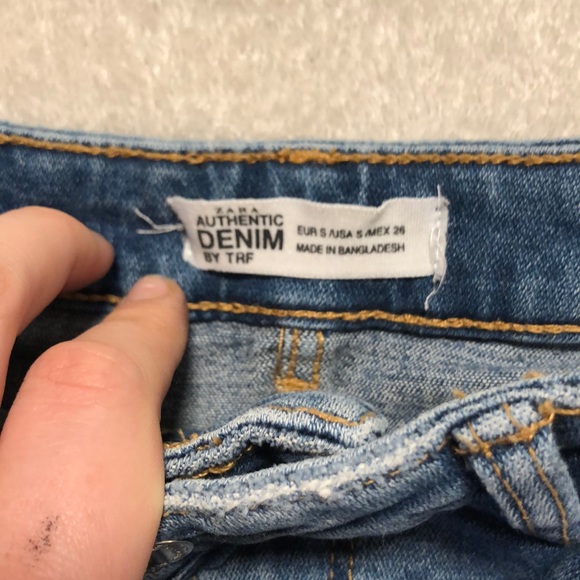 ZARA
AUTHENTIC
DENIM
BY TRF
EUR S /USA S /MEX 26
MADE IN BANGLADESH